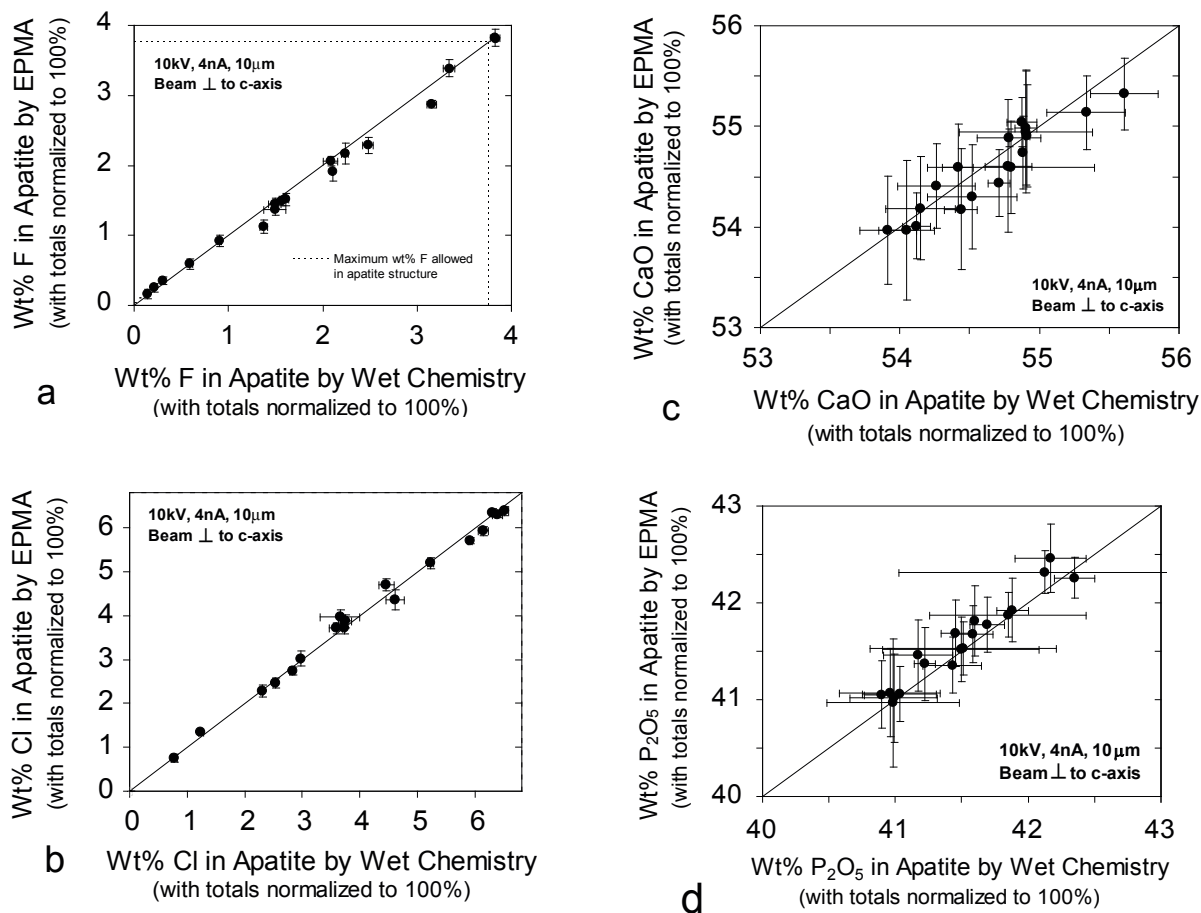 Wt% F in Apatite by EPMA
(with totals normalized to 100%)
4
3
2
1
0
10kV, 4nA, 10μm
Beam ⊥ to c-axis
Maximum wt% F allowed
in apatite structure
0 1 2 3 4
Wt% F in Apatite by Wet Chemistry
(with totals normalized to 100%)
a
Wt% CaO in Apatite by EPMA
(with totals normalized to 100%)
56
55
54
53
10kV, 4nA, 10μm
Beam ⊥ to c-axis
53 54 55 56
Wt% CaO in Apatite by Wet Chemistry
(with totals normalized to 100%)
c
Wt% Cl in Apatite by EPMA
(with totals normalized to 100%)
6
5
4
3
2
1
0
10kV, 4nA, 10μm
Beam ⊥ to c-axis
0 1 2 3 4 5 6
Wt% Cl in Apatite by Wet Chemistry
(with totals normalized to 100%)
b
Wt% P₂O₅ in Apatite by EPMA
(with totals normalized to 100%)
43
42
41
40
10kV, 4nA, 10μm
Beam ⊥ to c-axis
40 41 42 43
Wt% P₂O₅ in Apatite by Wet Chemistry
(with totals normalized to 100%)
d